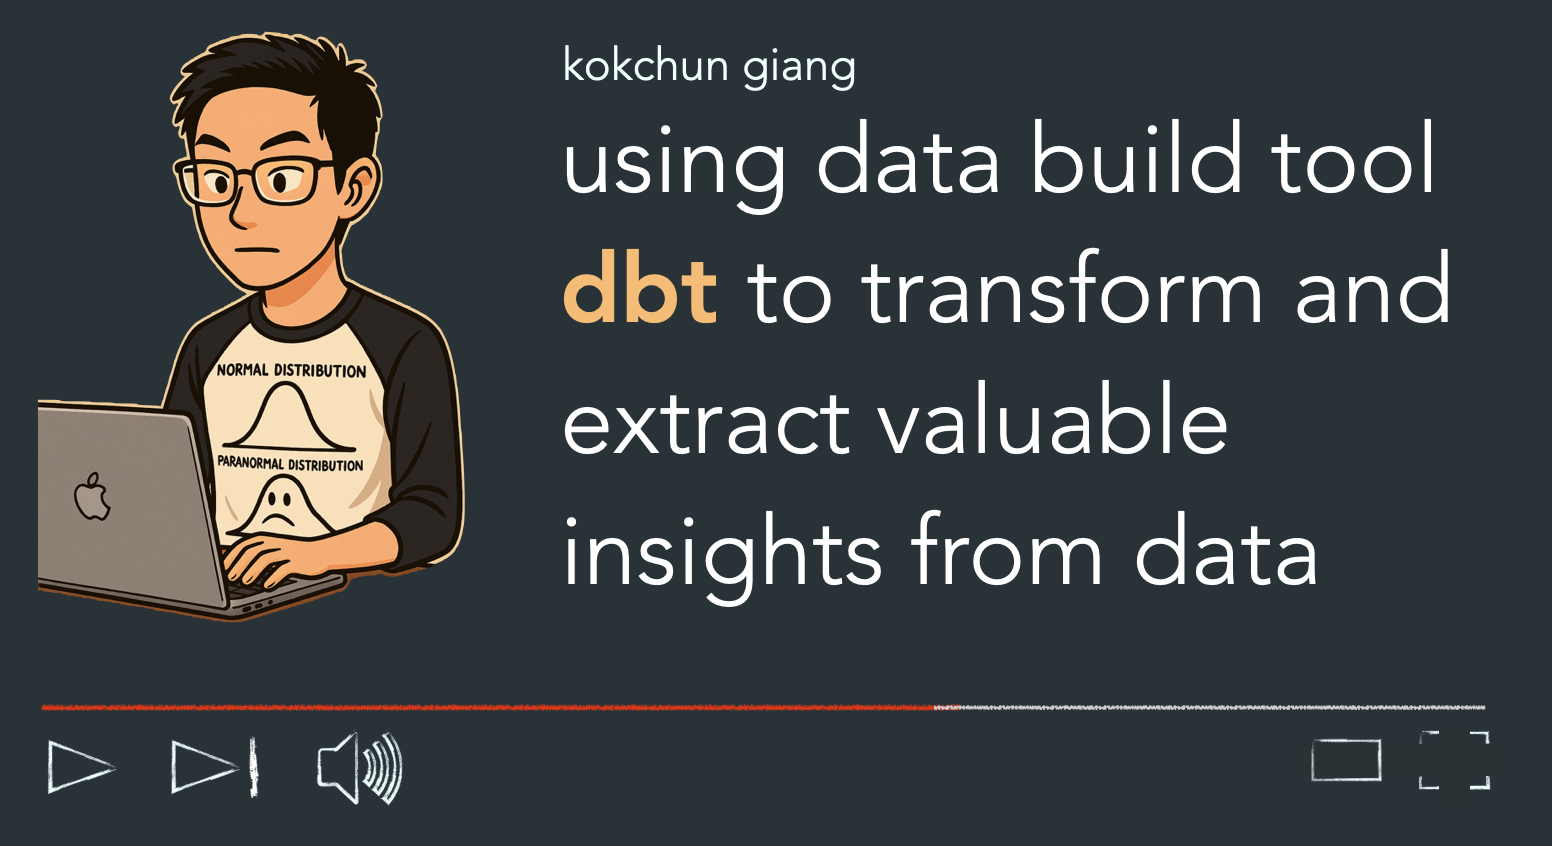 kokchun giang
using data build tool
dbt to transform and
extract valuable
insights from data
NORMAL DISTRIBUTION
PARANORMAL DISTRIBUTION